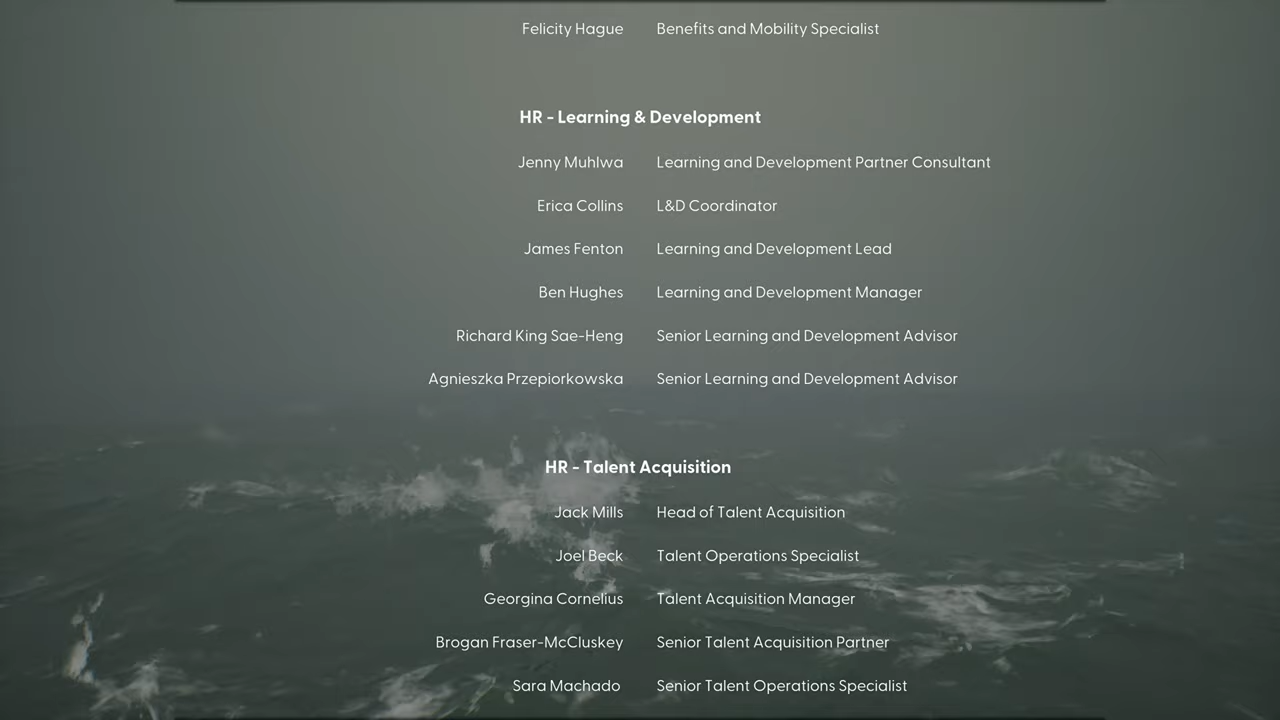 Felicity Hague Benefits and Mobility Specialist
HR - Learning & Development
Jenny Muhlwa Learning and Development Partner Consultant
Erica Collins L&D Coordinator
James Fenton Learning and Development Lead
Ben Hughes Learning and Development Manager
Richard King Sae-Heng Senior Learning and Development Advisor
Agnieszka Przepiorkowska Senior Learning and Development Advisor
HR - Talent Acquisition
Jack Mills Head of Talent Acquisition
Joel Beck Talent Operations Specialist
Georgina Cornelius Talent Acquisition Manager
Brogan Fraser-McCluskey Senior Talent Acquisition Partner
Sara Machado Senior Talent Operations Specialist